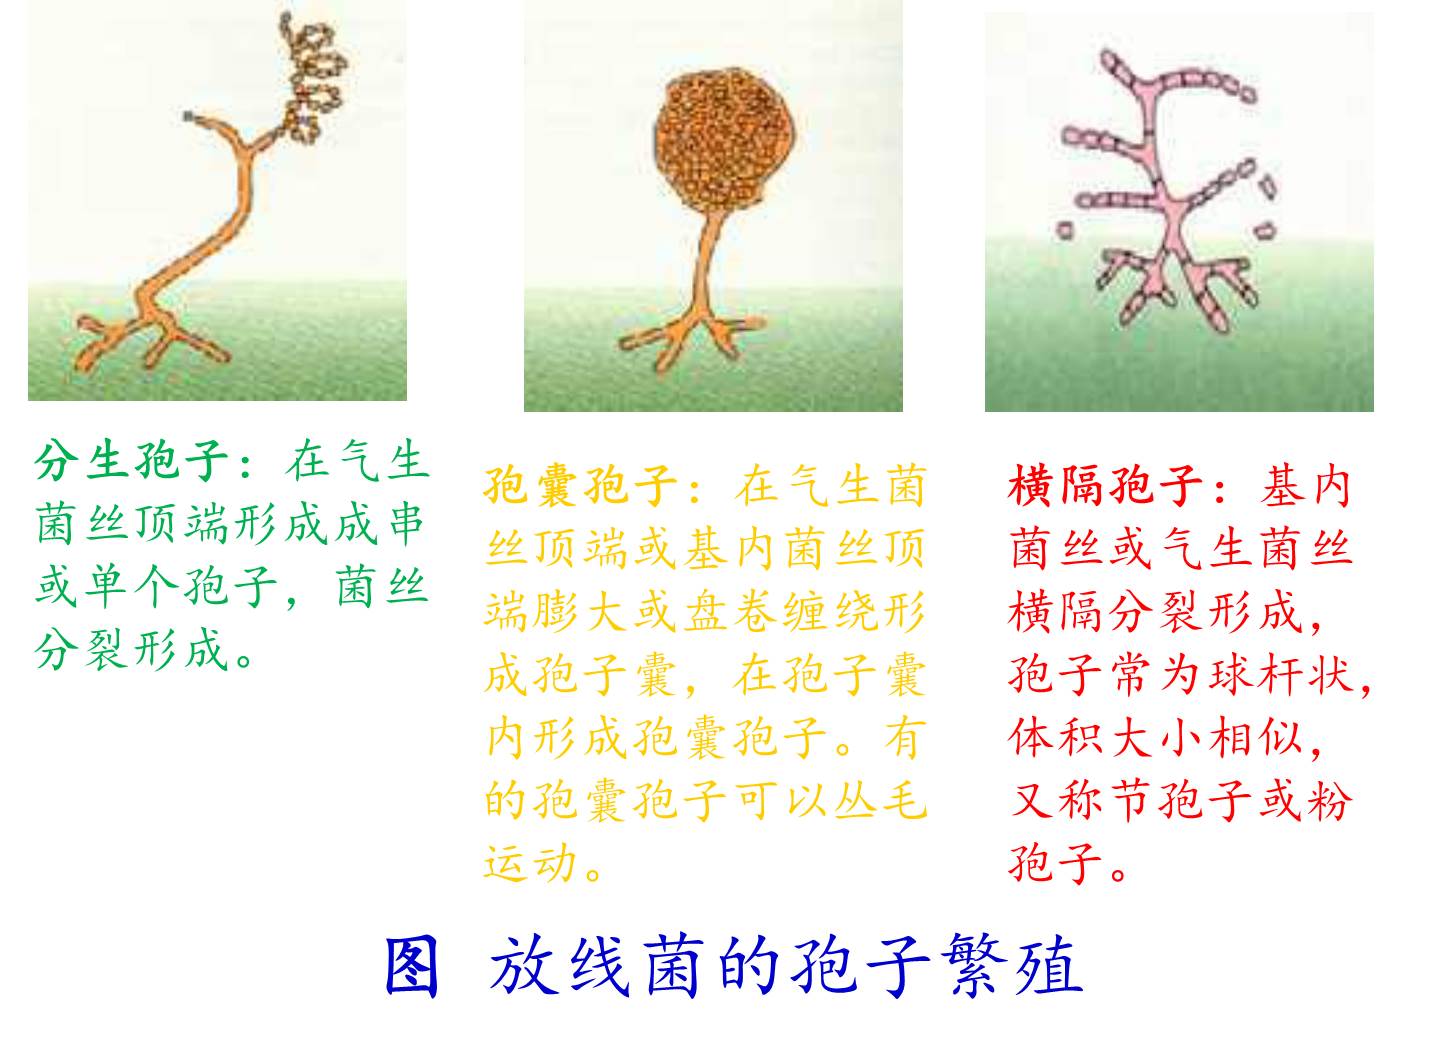 分生孢子：在气生
菌丝顶端形成成串
或单个孢子，菌丝
分裂形成。
孢囊孢子：在气生菌
丝顶端或基内菌丝顶
端膨大或盘卷缠绕形
成孢子囊，在孢子囊
内形成孢囊孢子。有
的孢囊孢子可以丛毛
运动。
横隔孢子：基内
菌丝或气生菌丝
横隔分裂形成，
孢子常为球杆状，
体积大小相似，
又称节孢子或粉
孢子。
图 放线菌的孢子繁殖